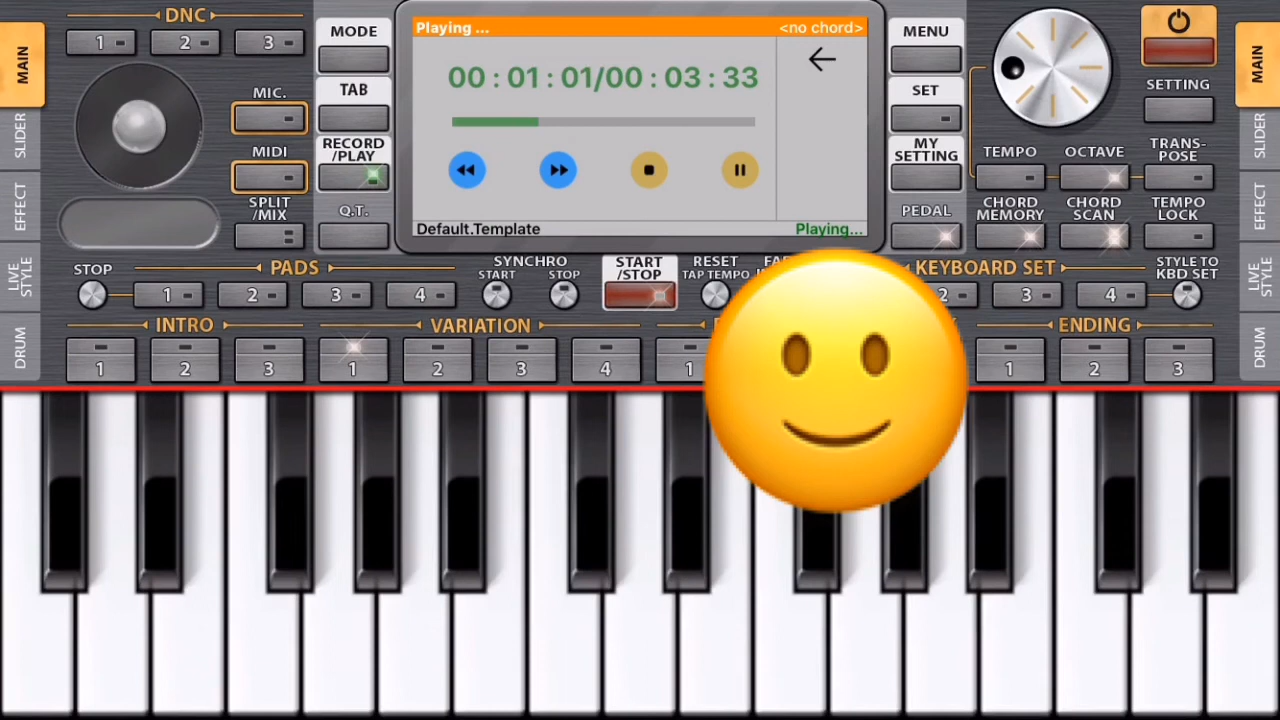 DNC
1
2
3
MODE
Playing ...
<no chord>
MENU
MAIN
MAIN
MIC.
TAB
00 : 01 : 01/00 : 03 : 33
SET
SETTING
SLIDER
SLIDER
MIDI
RECORD
/PLAY
MY
SETTING
TEMPO
OCTAVE
TRANS-
POSE
EFFECT
EFFECT
SPLIT
/MIX
Q.T.
Default.Template
Playing...
PEDAL
CHORD
MEMORY
CHORD
SCAN
TEMPO
LOCK
LIVE
STYLE
LIVE
STYLE
STOP
PADS
1
2
3
4
SYNCHRO
START
STOP
START
/STOP
RESET
TAP TEMPO
KEYBOARD SET
2
3
4
STYLE TO
KBD SET
DRUM
DRUM
INTRO
1
2
3
VARIATION
1
2
3
4
1
ENDING
1
2
3